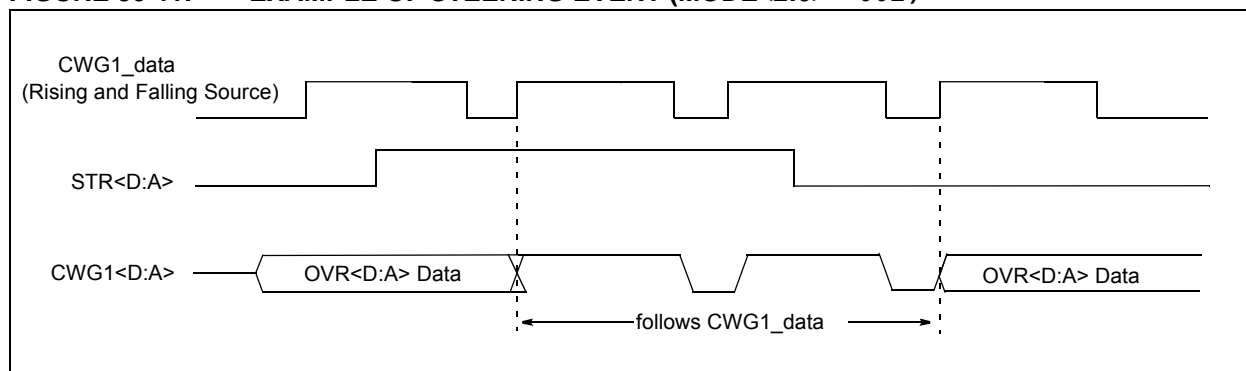 CWG1_data
(Rising and Falling Source)
STR<D:A>
CWG1<D:A>
OVR<D:A> Data
OVR<D:A> Data
follows CWG1_data